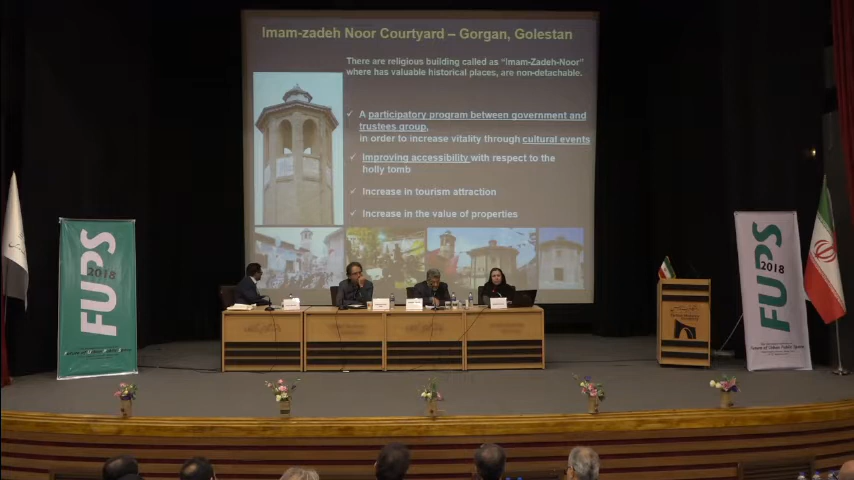 Imam-zadeh Noor Courtyard – Gorgan, Golestan
There are religious building called as “Imam-Zadeh-Noor”
where has valuable historical places, are non-detachable.
✓ A participatory program between government and
trustees group,
in order to increase vitality through cultural events
✓ Improving accessibility with respect to the
holly tomb
✓ Increase in tourism attraction
✓ Increase in the value of properties
FUPS
2018
FUPS
2018